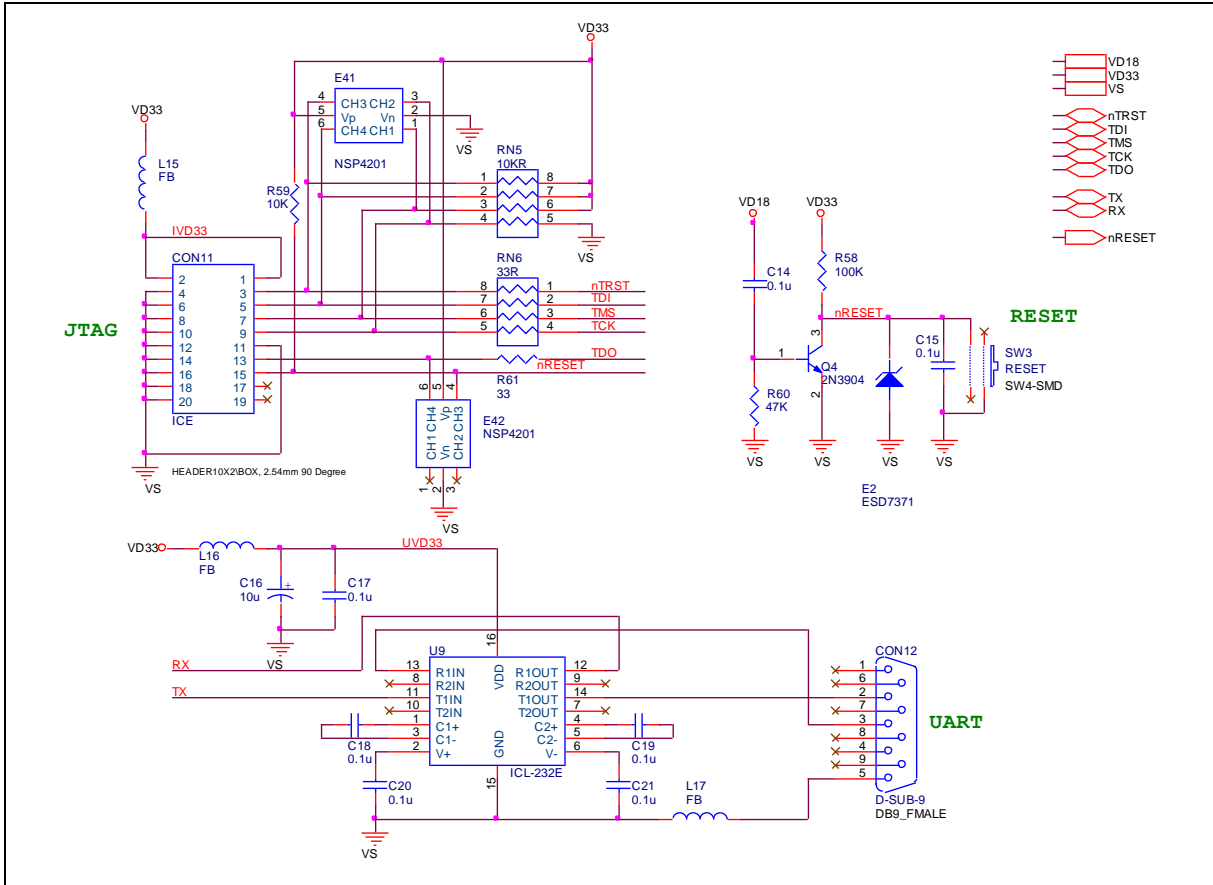 VD33
E41
4 CH3 CH2 3
5 Vp Vn 2
6 CH4 CH1 1
NSP4201
VS
VD33
L15
FB
R59
10K
RN5
10KR
1 8
2 7
3 6
4 5
VS
IVD33
CON11
2 1
4 3
6 5
8 7
10 9
12 11
14 13
16 15
18 17
20 19
ICE
JTAG
VS
HEADER10X2\BOX, 2.54mm 90 Degree
RN6
33R
8 1 nTRST
7 2 TDI
6 3 TMS
5 4 TCK
TDO
nRESET
R61
33
6 5 4
CH4 Vp CH3
CH1 Vn CH2
1 2 3
E42
NSP4201
VS
VD18
VD33
VS
nTRST
TDI
TMS
TCK
TDO
TX
RX
nRESET
VD18
VD33
C14
0.1u
R58
100K
nRESET
RESET
3
1
2
Q4
2N3904
C15
0.1u
SW3
RESET
SW4-SMD
R60
47K
VS VS VS VS
E2
ESD7371
VD33
L16
FB
UVD33
C16
10u
+
C17
0.1u
VS
RX
TX
U9
16
13 R1IN VDD R1OUT 12
8 R2IN R2OUT 9
11 T1IN T1OUT 14
10 T2IN T2OUT 7
1 C1+ C2+ 4
3 C1- GND C2- 5
2 V+ V- 6
15
ICL-232E
C18
0.1u
C19
0.1u
C20
0.1u
C21
0.1u
L17
FB
VS
CON12
1
6
2
7
3
8
4
9
5
D-SUB-9
DB9_FMALE
UART